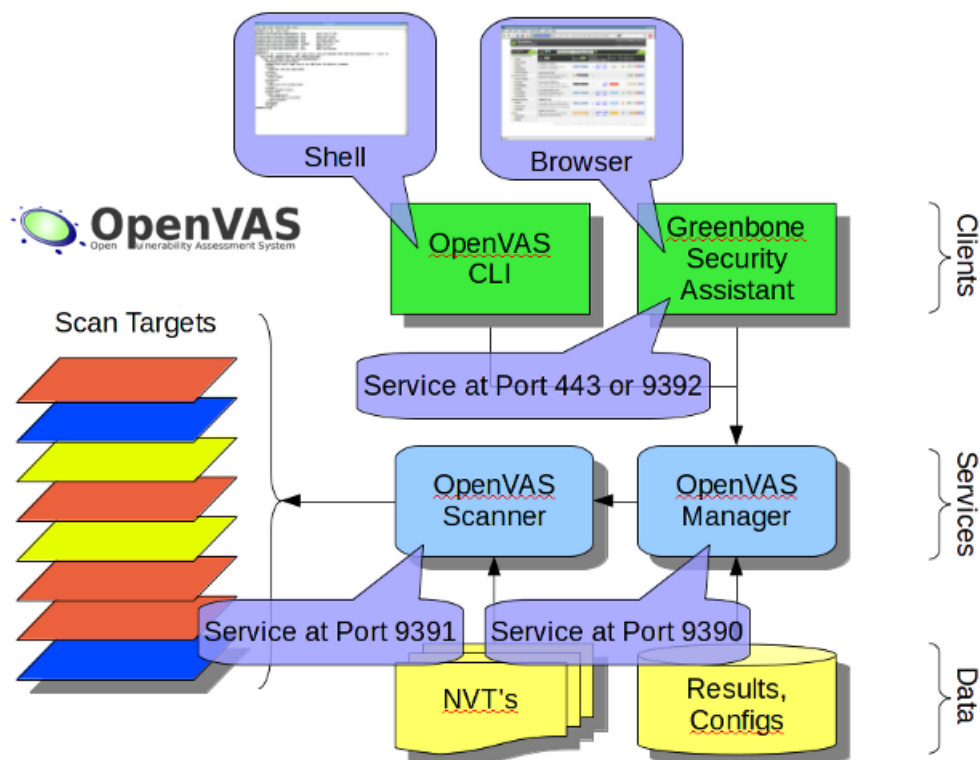 Shell
Browser
OpenVAS
Open Vulnerability Assessment System
OpenVAS
CLI
Greenbone
Security
Assistant
Clients
Scan Targets
Service at Port 443 or 9392
OpenVAS
Scanner
OpenVAS
Manager
Services
Service at Port 9391
Service at Port 9390
NVT's
Results,
Configs
Data